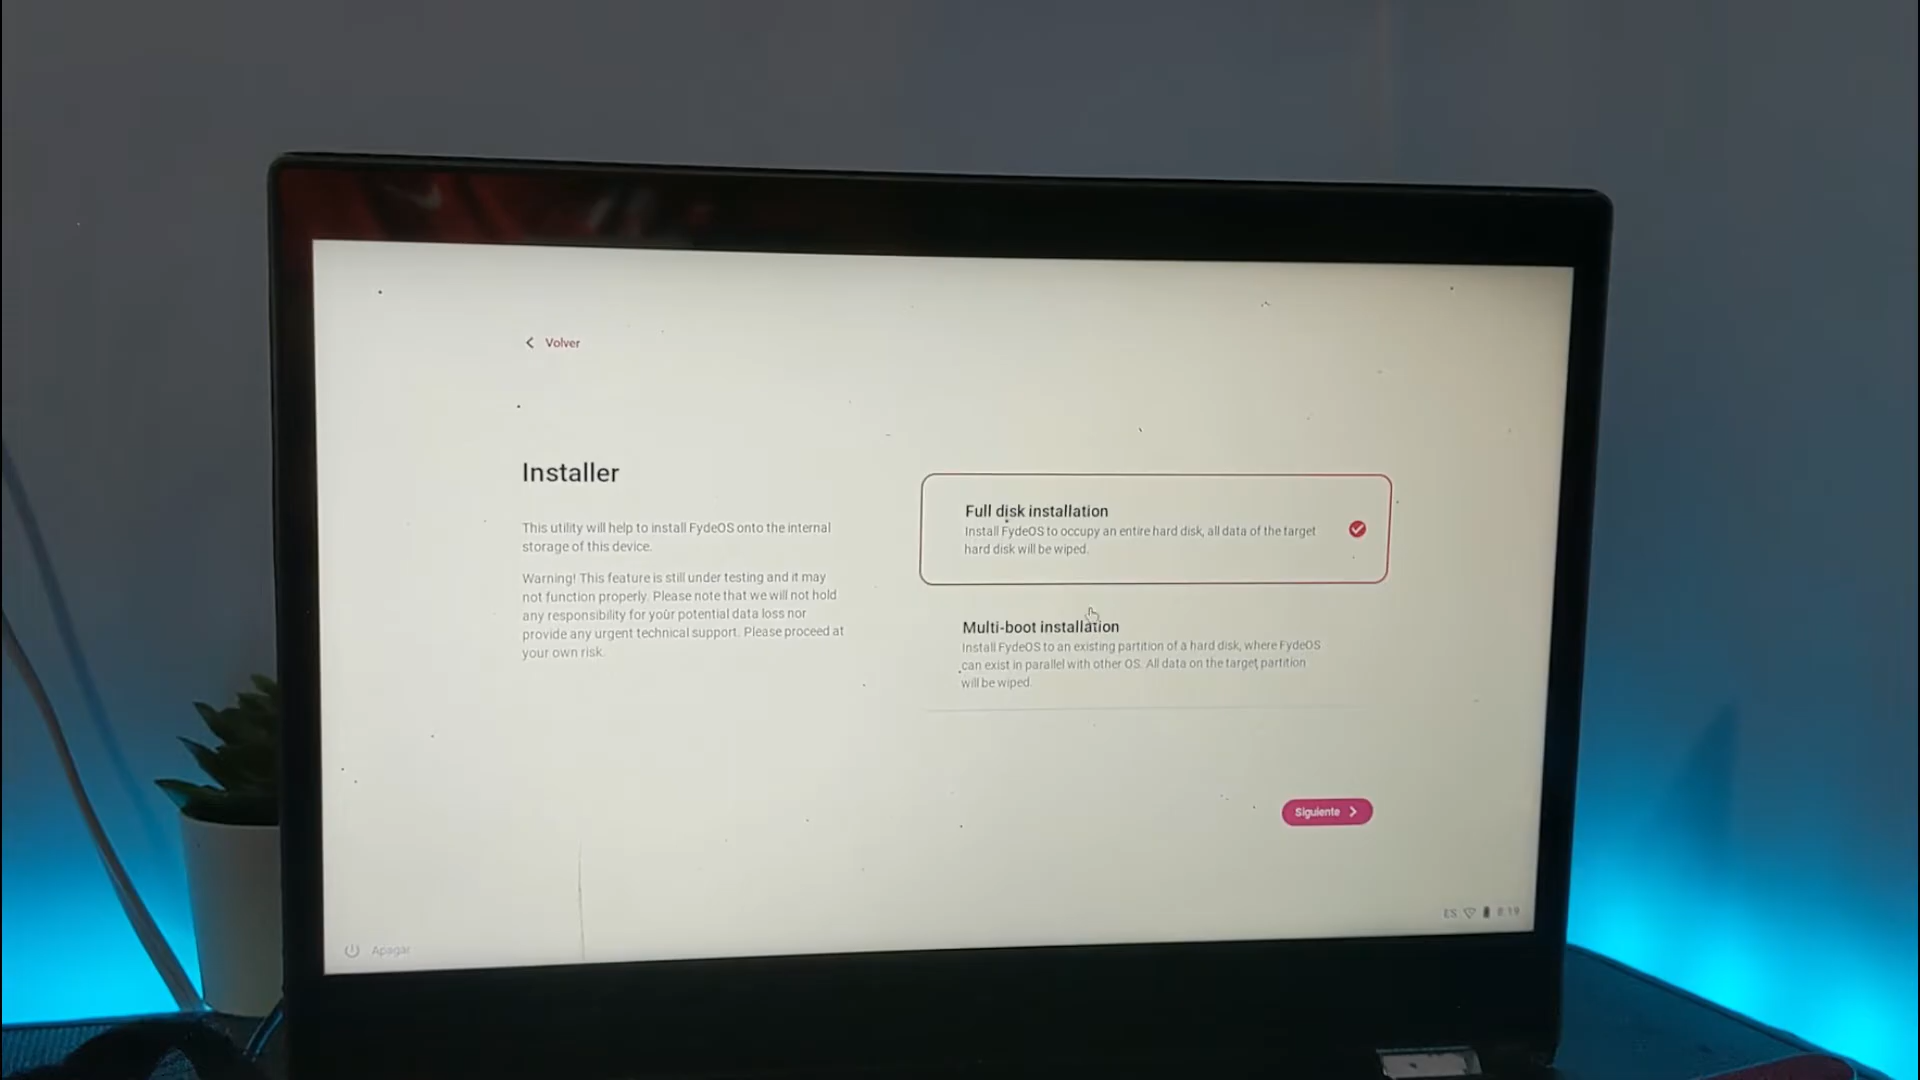 Volver
Installer
This utility will help to install FydeOS onto the internal
storage of this device.
Warning! This feature is still under testing and it may
not function properly. Please note that we will not hold
any responsibility for your potential data loss nor
provide any urgent technical support. Please proceed at
your own risk.
Full disk installation
Install FydeOS to occupy an entire hard disk, all data of the target
hard disk will be wiped.
Multi-boot installation
Install FydeOS to an existing partition of a hard disk, where FydeOS
can exist in parallel with other OS. All data on the target partition
will be wiped.
Siguiente
Apagar
ES 8:19